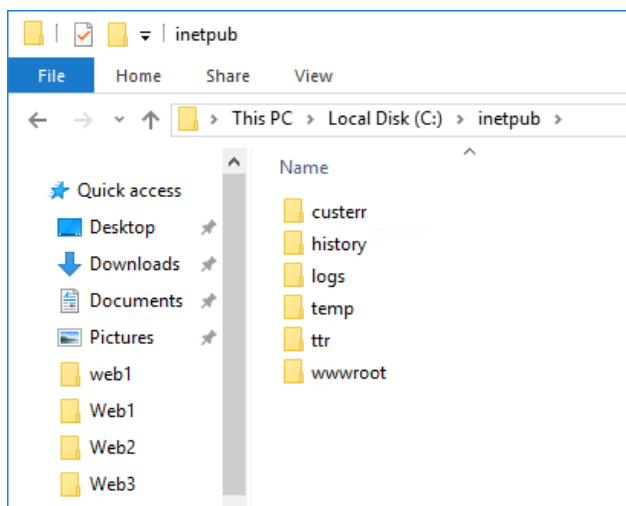 inetpub
File Home Share View
This PC > Local Disk (C:) > inetpub >
Name
Quick access
Desktop
Downloads
Documents
Pictures
web1
Web1
Web2
Web3
custerr
history
logs
temp
ttr
wwwroot